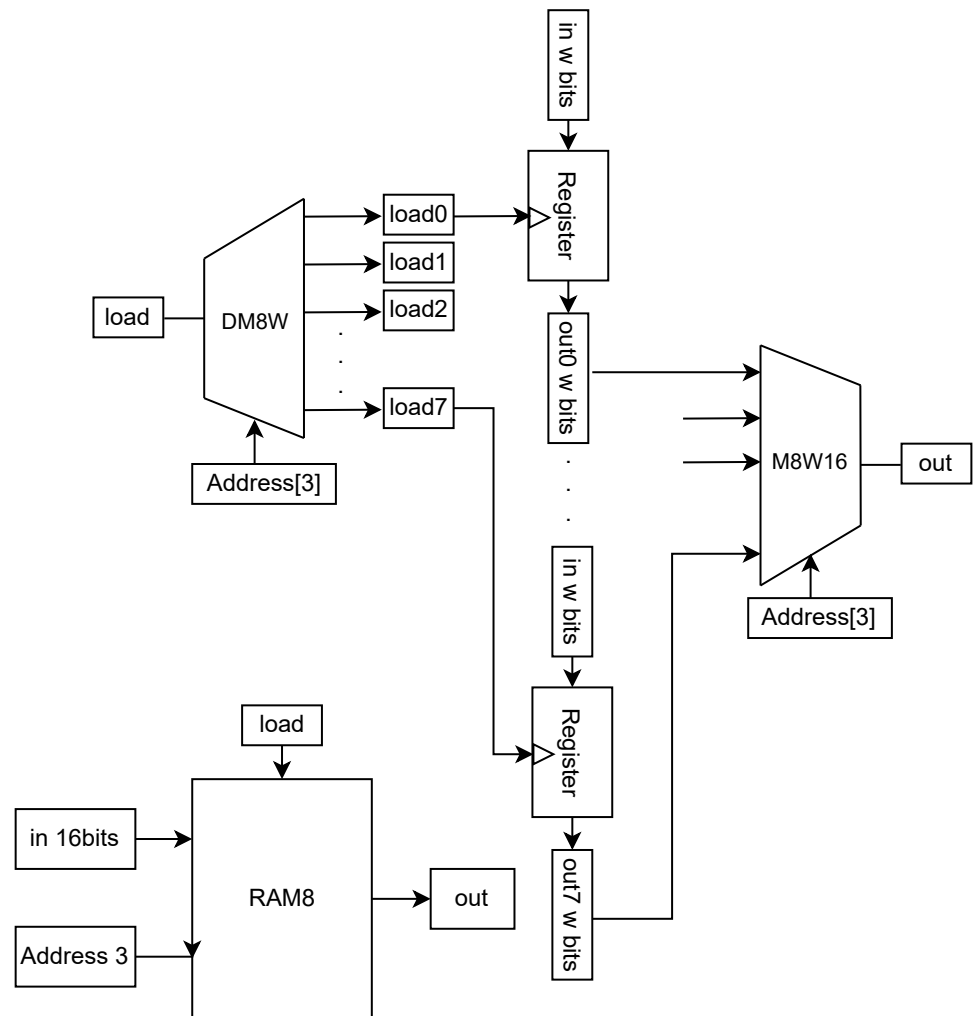 in w bits
Register
load0
load1
load2
load
DM8W
.
.
.
load7
Address[3]
out0 w bits
M8W16
out
Address[3]
.
.
.
in w bits
Register
out7 w bits
load
in 16bits
RAM8
out
Address 3